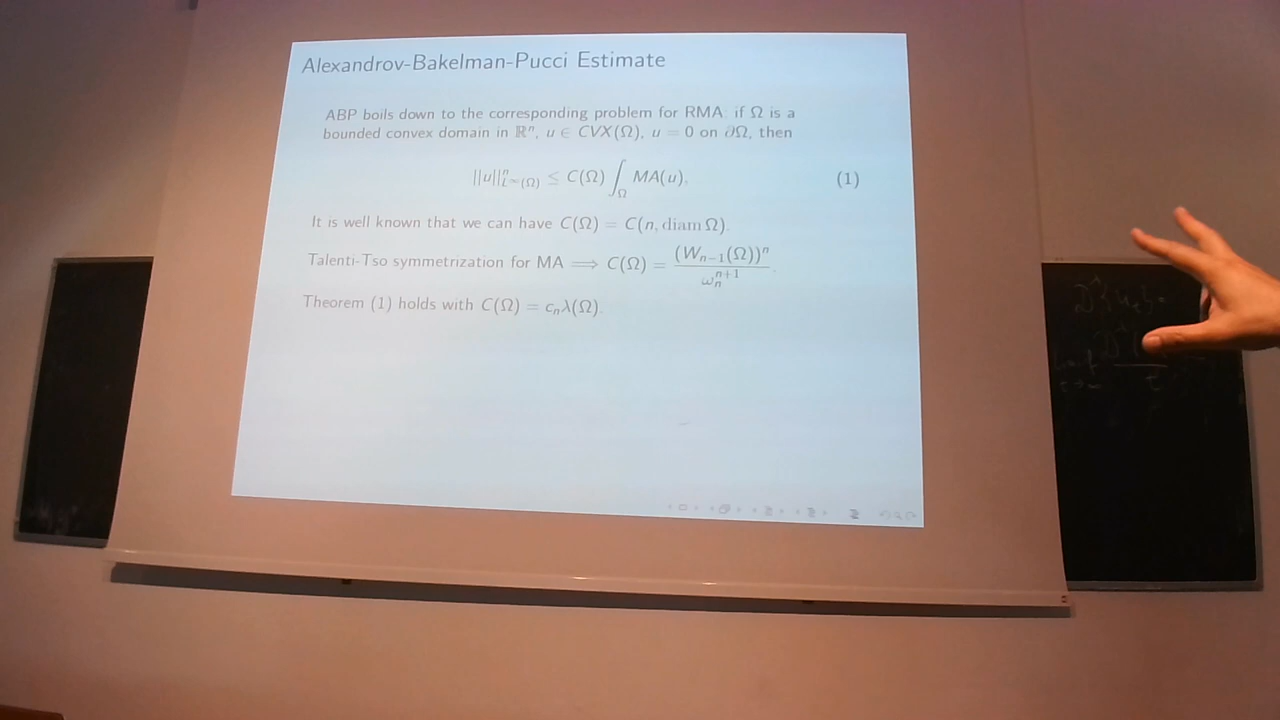 Alexandrov-Bakelman-Pucci Estimate
ABP boils down to the corresponding problem for RMA: if Ω is a
bounded convex domain in ℝⁿ, u ∈ CVX(Ω), u = 0 on ∂Ω, then
||u||ⁿ_{L^∞(Ω)} ≤ C(Ω) ∫_Ω MA(u). (1)
It is well known that we can have C(Ω) = C(n, diam Ω).
Talenti-Tso symmetrization for MA ⟹ C(Ω) = (W_{n−1}(Ω))ⁿ / ω_n^{n+1}.
Theorem (1) holds with C(Ω) = c_nλ(Ω).